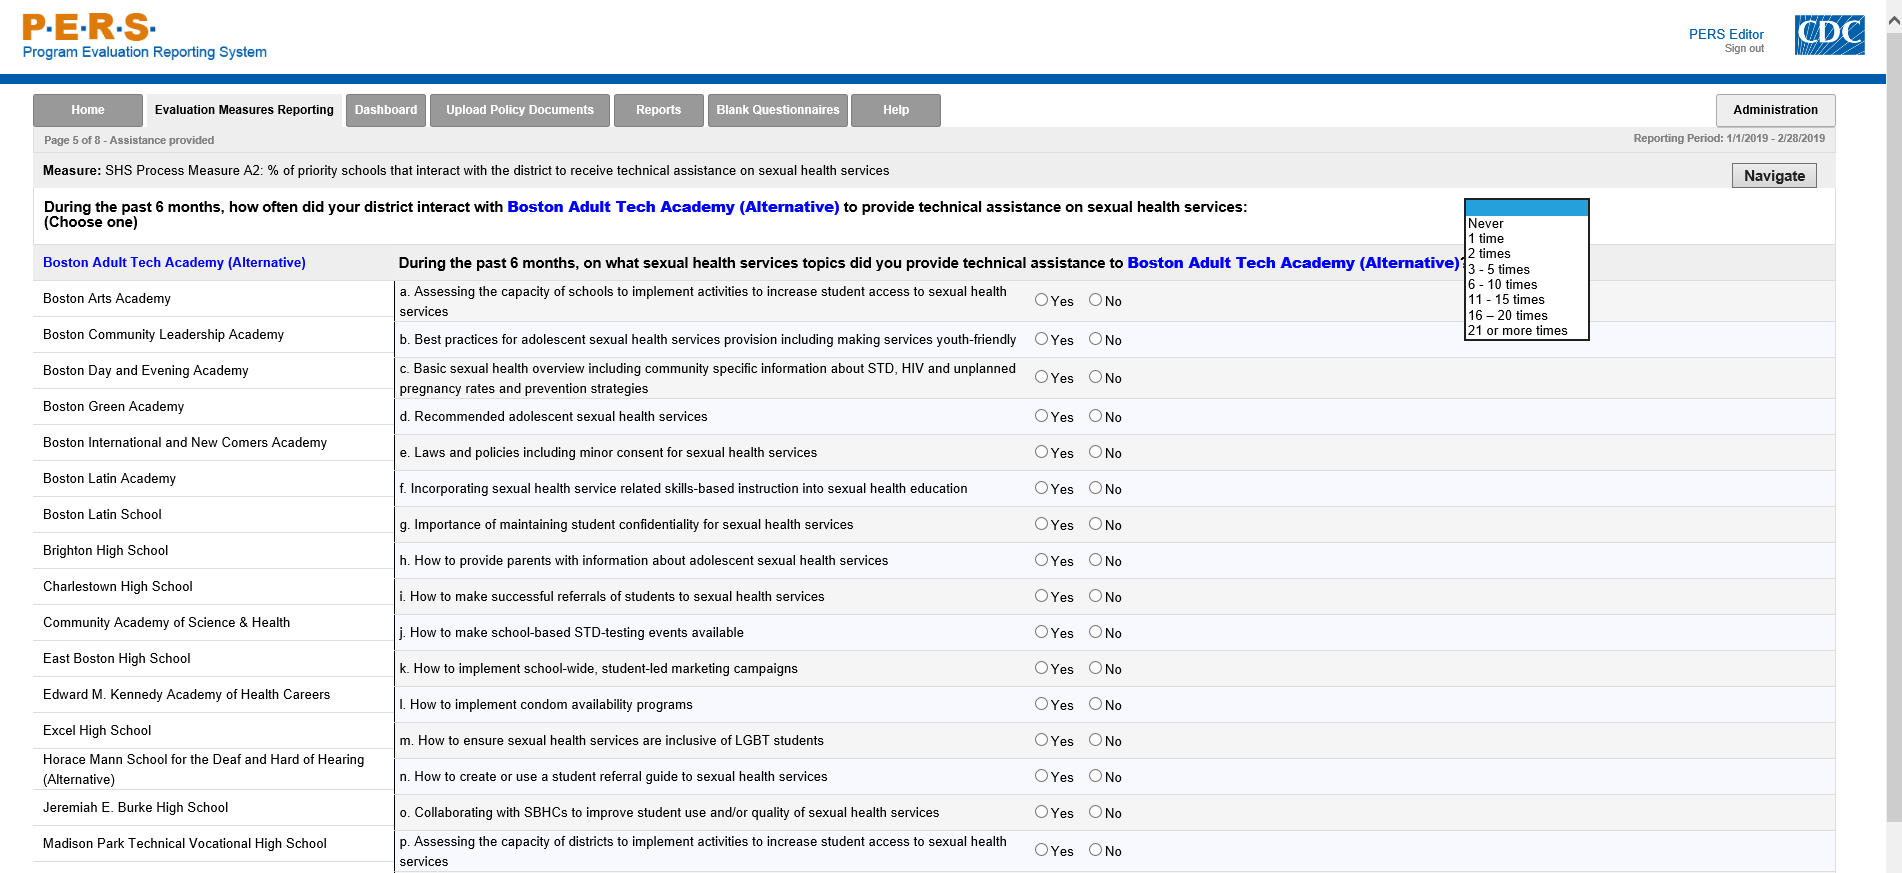 P·E·R·S·
Program Evaluation Reporting System
PERS Editor
Sign out
CDC
Home
Evaluation Measures Reporting
Dashboard
Upload Policy Documents
Reports
Blank Questionnaires
Help
Administration
Page 5 of 8 - Assistance provided
Reporting Period: 1/1/2019 - 2/28/2019
Measure: SHS Process Measure A2: % of priority schools that interact with the district to receive technical assistance on sexual health services
Navigate
During the past 6 months, how often did your district interact with Boston Adult Tech Academy (Alternative) to provide technical assistance on sexual health services:
(Choose one)
Never
1 time
2 times
3 - 5 times
6 - 10 times
11 - 15 times
16 – 20 times
21 or more times
Boston Adult Tech Academy (Alternative)
Boston Arts Academy
Boston Community Leadership Academy
Boston Day and Evening Academy
Boston Green Academy
Boston International and New Comers Academy
Boston Latin Academy
Boston Latin School
Brighton High School
Charlestown High School
Community Academy of Science & Health
East Boston High School
Edward M. Kennedy Academy of Health Careers
Excel High School
Horace Mann School for the Deaf and Hard of Hearing
(Alternative)
Jeremiah E. Burke High School
Madison Park Technical Vocational High School
During the past 6 months, on what sexual health services topics did you provide technical assistance to Boston Adult Tech Academy (Alternative)?
a. Assessing the capacity of schools to implement activities to increase student access to sexual health
services
Yes No
b. Best practices for adolescent sexual health services provision including making services youth-friendly
Yes No
c. Basic sexual health overview including community specific information about STD, HIV and unplanned
pregnancy rates and prevention strategies
Yes No
d. Recommended adolescent sexual health services
Yes No
e. Laws and policies including minor consent for sexual health services
Yes No
f. Incorporating sexual health service related skills-based instruction into sexual health education
Yes No
g. Importance of maintaining student confidentiality for sexual health services
Yes No
h. How to provide parents with information about adolescent sexual health services
Yes No
i. How to make successful referrals of students to sexual health services
Yes No
j. How to make school-based STD-testing events available
Yes No
k. How to implement school-wide, student-led marketing campaigns
Yes No
l. How to implement condom availability programs
Yes No
m. How to ensure sexual health services are inclusive of LGBT students
Yes No
n. How to create or use a student referral guide to sexual health services
Yes No
o. Collaborating with SBHCs to improve student use and/or quality of sexual health services
Yes No
p. Assessing the capacity of districts to implement activities to increase student access to sexual health
services
Yes No